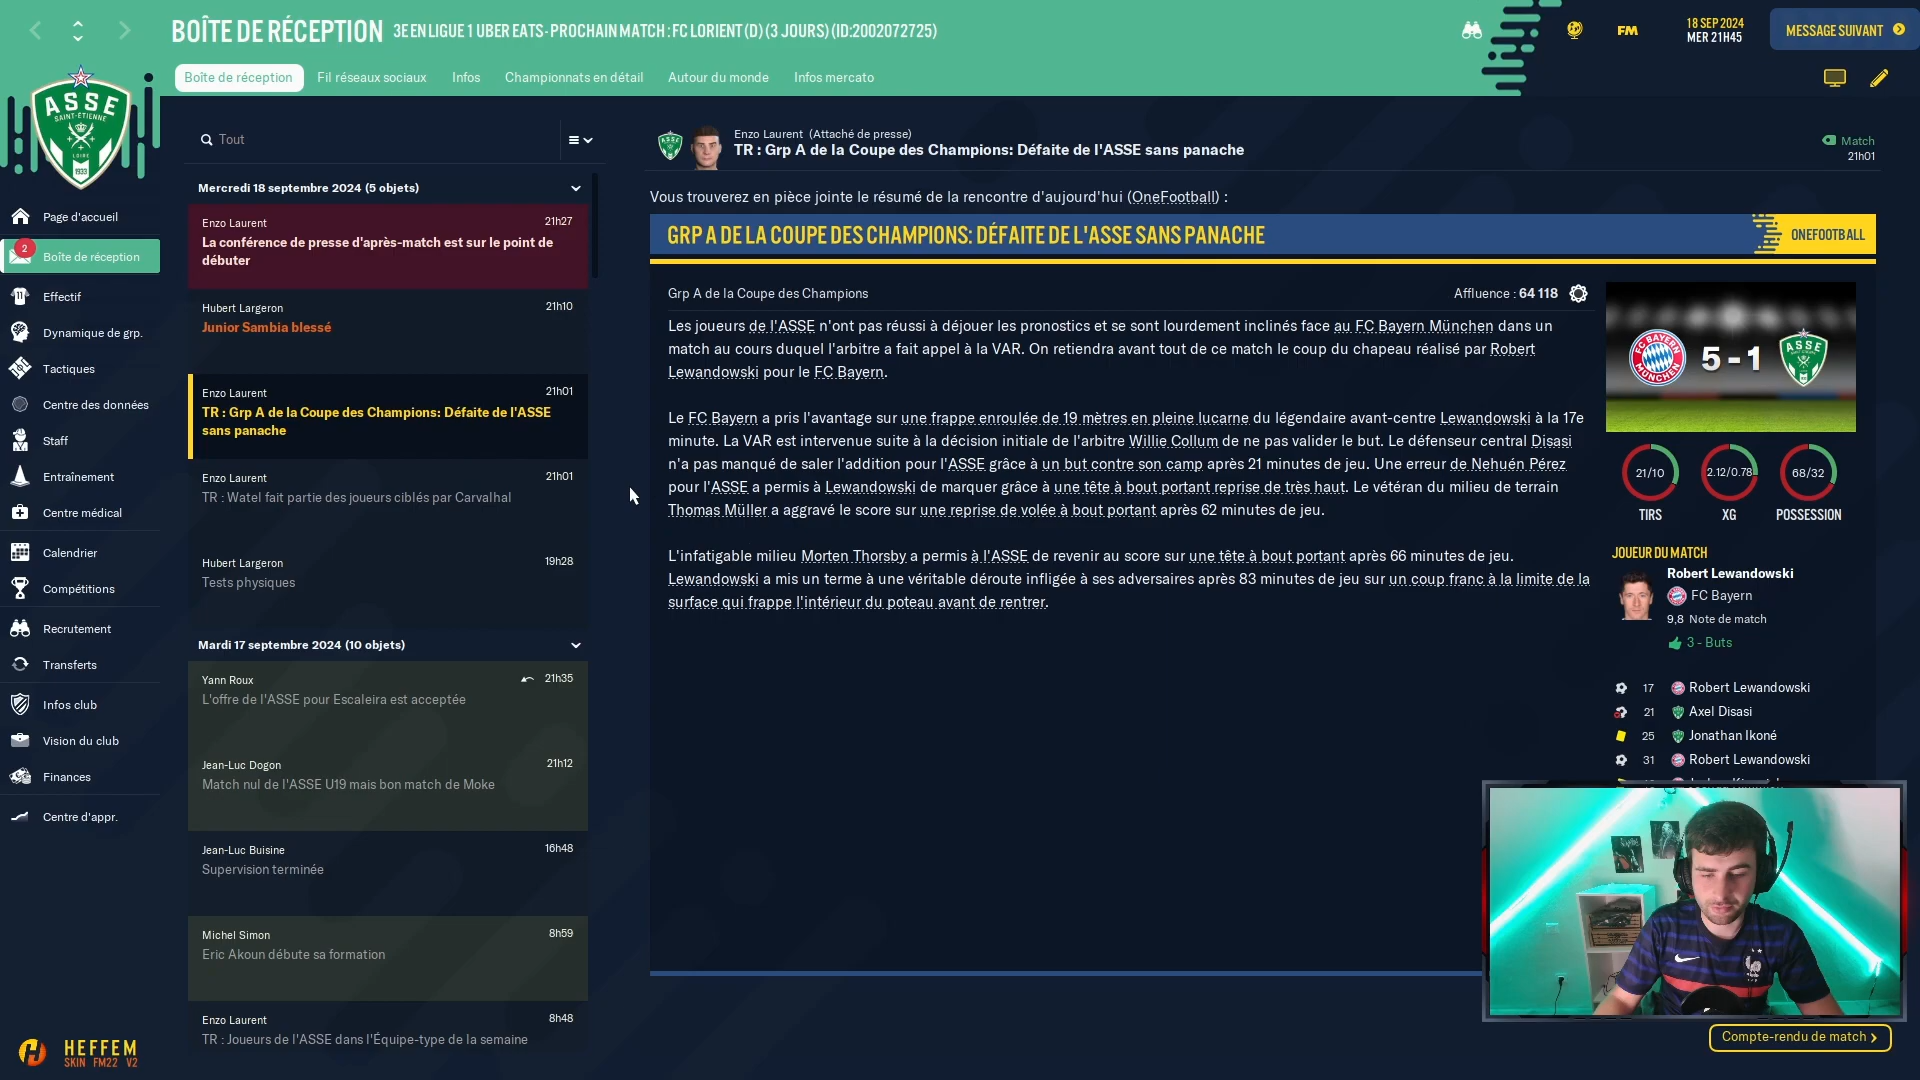 BOÎTE DE RÉCEPTION
3E EN LIGUE 1 UBER EATS - PROCHAIN MATCH : FC LORIENT (D) (3 JOURS) (ID:2002072725)
FM
18 SEP 2024
MER 21H45
MESSAGE SUIVANT
Boîte de réception
Fil réseaux sociaux
Infos
Championnats en détail
Autour du monde
Infos mercato
ASSE
SAINT-ÉTIENNE
LOIRE
1933
Page d'accueil
2
Boîte de réception
Effectif
Dynamique de grp.
Tactiques
Centre des données
Staff
Entraînement
Centre médical
Calendrier
Compétitions
Recrutement
Transferts
Infos club
Vision du club
Finances
Centre d'appr.
HEFFEM
SKIN FM22 V2
Tout
Mercredi 18 septembre 2024 (5 objets)
Enzo Laurent
21h27
La conférence de presse d'après-match est sur le point de
débuter
Hubert Largeron
21h10
Junior Sambia blessé
Enzo Laurent
21h01
TR : Grp A de la Coupe des Champions: Défaite de l'ASSE
sans panache
Enzo Laurent
21h01
TR : Watel fait partie des joueurs ciblés par Carvalhal
Hubert Largeron
19h28
Tests physiques
Mardi 17 septembre 2024 (10 objets)
Yann Roux
21h35
L'offre de l'ASSE pour Escaleira est acceptée
Jean-Luc Dogon
21h12
Match nul de l'ASSE U19 mais bon match de Moke
Jean-Luc Buisine
16h48
Supervision terminée
Michel Simon
8h59
Eric Akoun débute sa formation
Enzo Laurent
8h48
TR : Joueurs de l'ASSE dans l'Équipe-type de la semaine
Enzo Laurent (Attaché de presse)
TR : Grp A de la Coupe des Champions: Défaite de l'ASSE sans panache
Match
21h01
Vous trouverez en pièce jointe le résumé de la rencontre d'aujourd'hui (OneFootball) :
GRP A DE LA COUPE DES CHAMPIONS: DÉFAITE DE L'ASSE SANS PANACHE
ONEFOOTBALL
Grp A de la Coupe des Champions
Affluence : 64 118
Les joueurs de l'ASSE n'ont pas réussi à déjouer les pronostics et se sont lourdement inclinés face au FC Bayern München dans un
match au cours duquel l'arbitre a fait appel à la VAR. On retiendra avant tout de ce match le coup du chapeau réalisé par Robert
Lewandowski pour le FC Bayern.
Le FC Bayern a pris l'avantage sur une frappe enroulée de 19 mètres en pleine lucarne du légendaire avant-centre Lewandowski à la 17e
minute. La VAR est intervenue suite à la décision initiale de l'arbitre Willie Collum de ne pas valider le but. Le défenseur central Disasi
n'a pas manqué de saler l'addition pour l'ASSE grâce à un but contre son camp après 21 minutes de jeu. Une erreur de Nehuén Pérez
pour l'ASSE a permis à Lewandowski de marquer grâce à une tête à bout portant reprise de très haut. Le vétéran du milieu de terrain
Thomas Müller a aggravé le score sur une reprise de volée à bout portant après 62 minutes de jeu.
L'infatigable milieu Morten Thorsby a permis à l'ASSE de revenir au score sur une tête à bout portant après 66 minutes de jeu.
Lewandowski a mis un terme à une véritable déroute infligée à ses adversaires après 83 minutes de jeu sur un coup franc à la limite de la
surface qui frappe l'intérieur du poteau avant de rentrer.
FC BAYERN
MÜNCHEN
5 - 1
ASSE
21/10
2.12/0.78
68/32
TIRS
XG
POSSESSION
JOUEUR DU MATCH
Robert Lewandowski
FC Bayern
9,8 Note de match
3 - Buts
17 Robert Lewandowski
21 Axel Disasi
25 Jonathan Ikoné
31 Robert Lewandowski
Compte-rendu de match